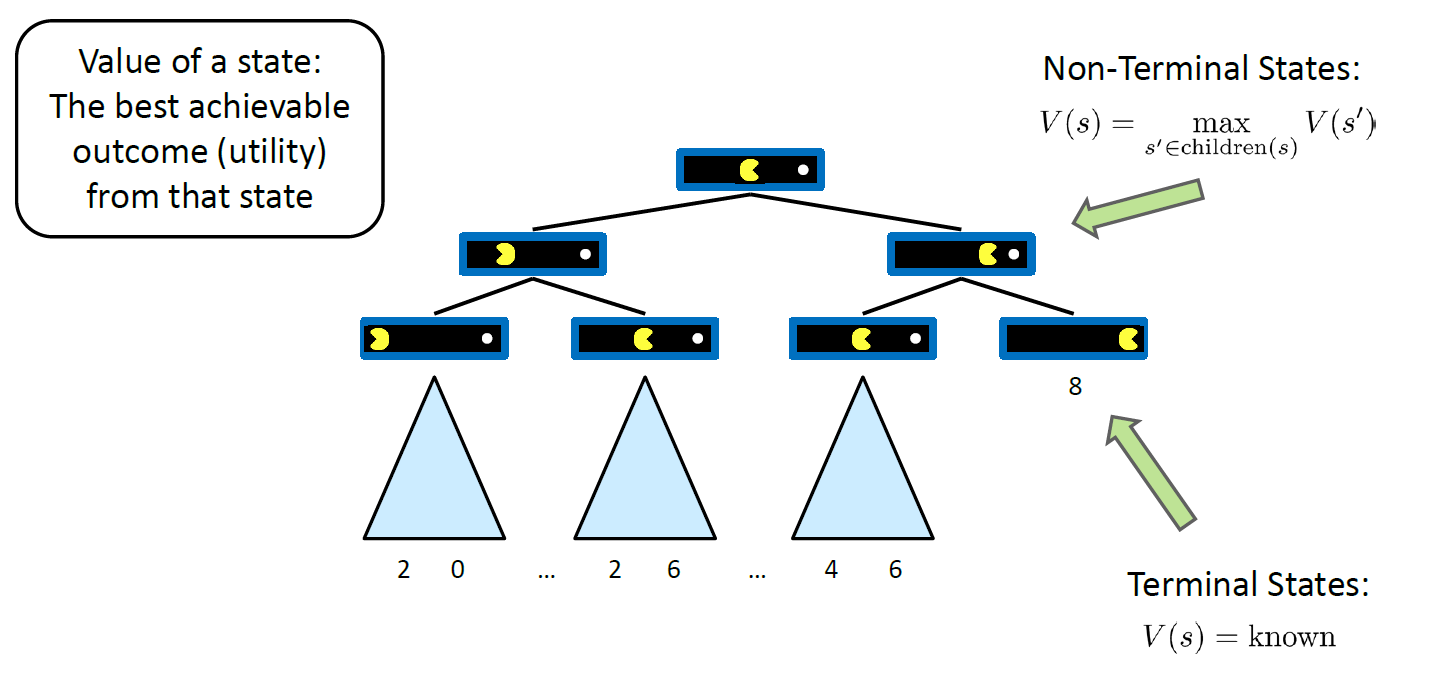 Value of a state:
The best achievable
outcome (utility)
from that state
Non-Terminal States:
V(s) = max V(s')
s'∈children(s)
8
2 0 ... 2 6 ... 4 6
Terminal States:
V(s) = known